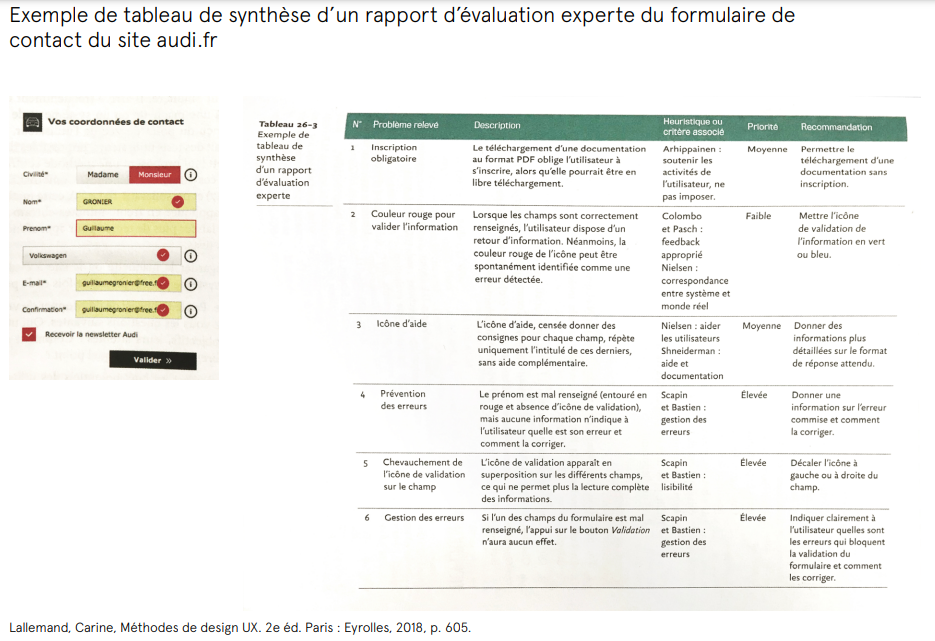 Exemple de tableau de synthèse d’un rapport d’évaluation experte du formulaire de
contact du site audi.fr
Vos coordonnées de contact
Civilité* Madame Monsieur i
Nom* GRONIER
Prenom* Guillaume
Volkswagen i
E-mail* guillaumegronier@free.f i
Confirmation* guillaumegronier@free.f i
Recevoir la newsletter Audi
Valider »
Tableau 26-3
Exemple de
tableau de
synthèse
d’un rapport
d’évaluation
experte
N° Problème relevé Description Heuristique ou critère associé Priorité Recommandation
1 Inscription
obligatoire
Le téléchargement d’une documentation
au format PDF oblige l’utilisateur à
s’inscrire, alors qu’elle pourrait être en
libre téléchargement.
Arhippainen :
soutenir les
activités de
l’utilisateur, ne
pas imposer.
Moyenne
Permettre le
téléchargement d’une
documentation sans
inscription.
2 Couleur rouge pour
valider l’information
Lorsque les champs sont correctement
renseignés, l’utilisateur dispose d’un
retour d’information. Néanmoins, la
couleur rouge de l’icône peut être
spontanément identifiée comme une
erreur détectée.
Colombo
et Pasch :
feedback
approprié
Nielsen :
correspondance
entre système et
monde réel
Faible
Mettre l’icône
de validation de
l’information en vert
ou bleu.
3 Icône d’aide
L’icône d’aide, censée donner des
consignes pour chaque champ, répète
uniquement l’intitulé de ces derniers,
sans aide complémentaire.
Nielsen : aider
les utilisateurs
Shneiderman :
aide et
documentation
Moyenne
Donner des
informations plus
détaillées sur le format
de réponse attendu.
4 Prévention
des erreurs
Le prénom est mal renseigné (entouré en
rouge et absence d’icône de validation),
mais aucune information n’indique à
l’utilisateur quelle est son erreur et
comment la corriger.
Scapin
et Bastien :
gestion des
erreurs
Élevée
Donner une
information sur l’erreur
commise et comment
la corriger.
5 Chevauchement de
l’icône de validation
sur le champ
L’icône de validation apparaît en
superposition sur les différents champs,
ce qui ne permet plus la lecture complète
des informations.
Scapin
et Bastien :
lisibilité
Élevée
Décaler l’icône à
gauche ou à droite du
champ.
6 Gestion des erreurs
Si l’un des champs du formulaire est mal
renseigné, l’appui sur le bouton Validation
n’aura aucun effet.
Scapin
et Bastien :
gestion des
erreurs
Élevée
Indiquer clairement à
l’utilisateur quelles sont
les erreurs qui bloquent
la validation du
formulaire et comment
les corriger.
Lallemand, Carine, Méthodes de design UX. 2e éd. Paris : Eyrolles, 2018, p. 605.